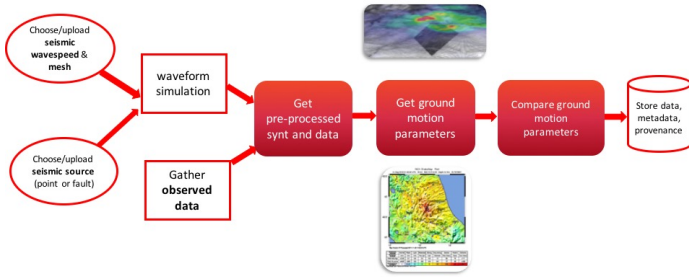 Choose/upload
seismic
wavespeed &
mesh
waveform
simulation
Choose/upload
seismic source
(point or fault)
Gather
observed
data
Get
pre-processed
synt and data
Get ground
motion
parameters
Compare ground
motion
parameters
Store data,
metadata,
provenance